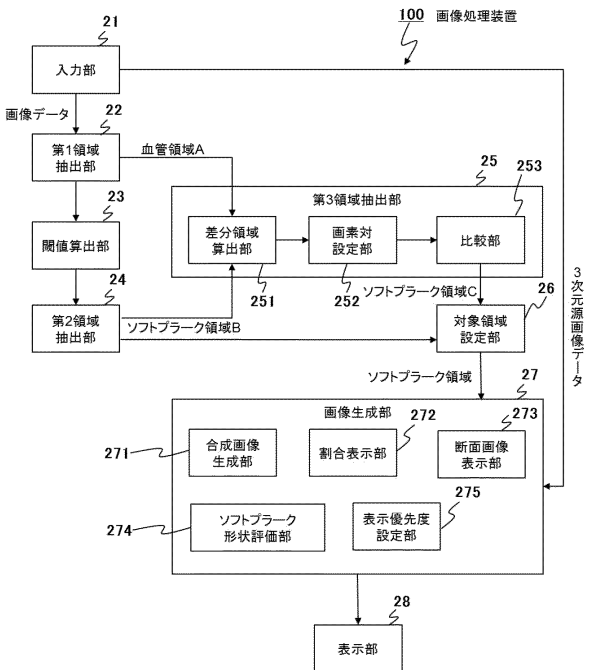 100 画像処理装置
21
入力部
画像データ
22
第1領域
抽出部
血管領域A
23
閾値算出部
24
第2領域
抽出部
ソフトプラーク領域B
25
第3領域抽出部
253
差分領域
算出部
251
画素対
設定部
252
比較部
ソフトプラーク領域C
26
対象領域
設定部
3次元源画像データ
ソフトプラーク領域
27
画像生成部
271
合成画像
生成部
272
割合表示部
273
断面画像
表示部
274
ソフトプラーク
形状評価部
275
表示優先度
設定部
28
表示部